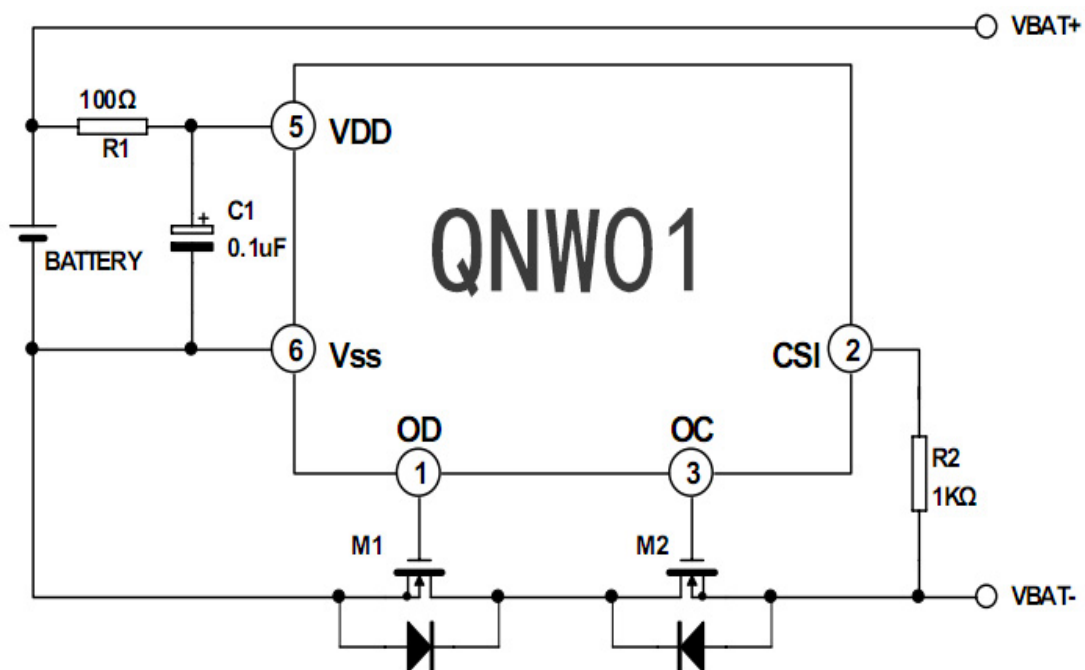 VBAT+
100Ω
R1
5
VDD
C1
+
0.1uF
QNW01
BATTERY
6
Vss
CSI
2
OD
OC
1
3
R2
1KΩ
M1
M2
VBAT-